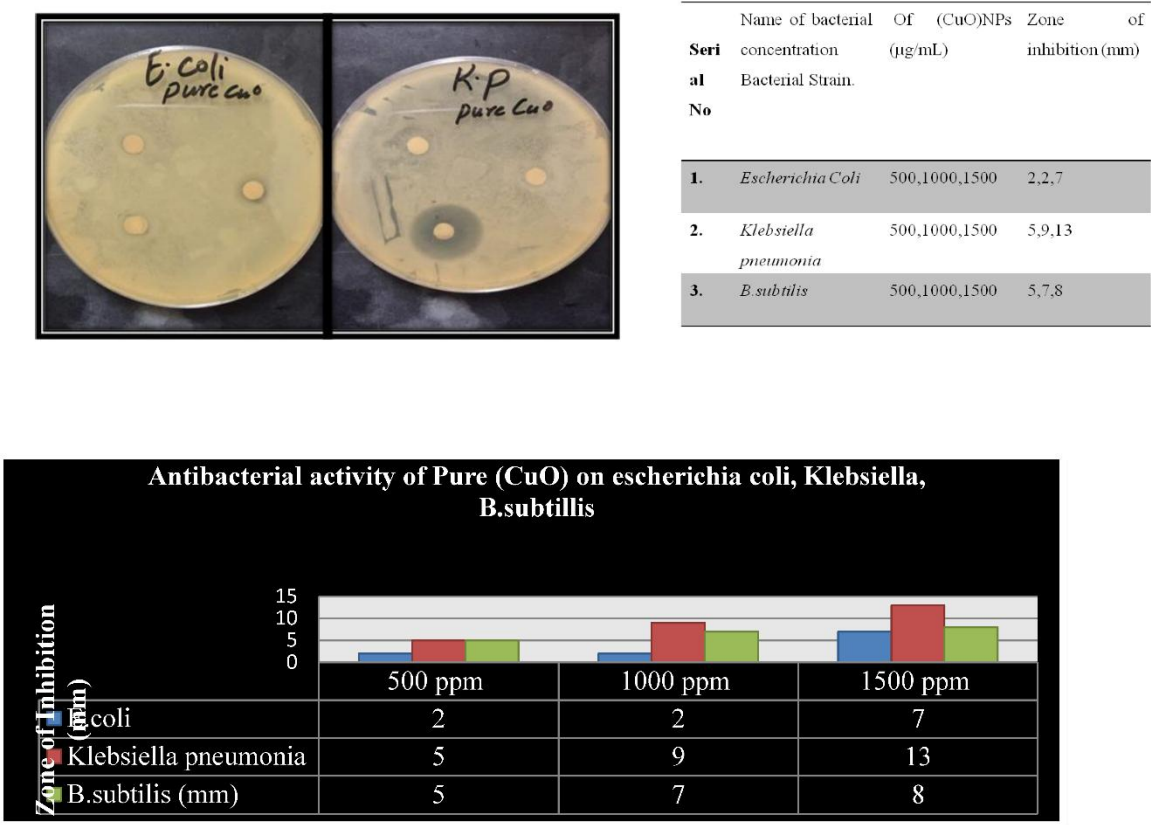 E. coli
pure cuo
K.P
pure Cuo
Seri
al
No
Name of bacterial
concentration
Bacterial Strain.
Of (CuO)NPs
(µg/mL)
Zone of
inhibition (mm)
1. Escherichia Coli 500,1000,1500 2,2,7
2. Klebsiella 500,1000,1500 5,9,13
pneumonia
3. B.subtilis 500,1000,1500 5,7,8
Antibacterial activity of Pure (CuO) on escherichia coli, Klebsiella,
B.subtillis
Zone of Inhibition
(mm)
15
10
5
0
500 ppm 1000 ppm 1500 ppm
E.coli 2 2 7
Klebsiella pneumonia 5 9 13
B.subtilis (mm) 5 7 8